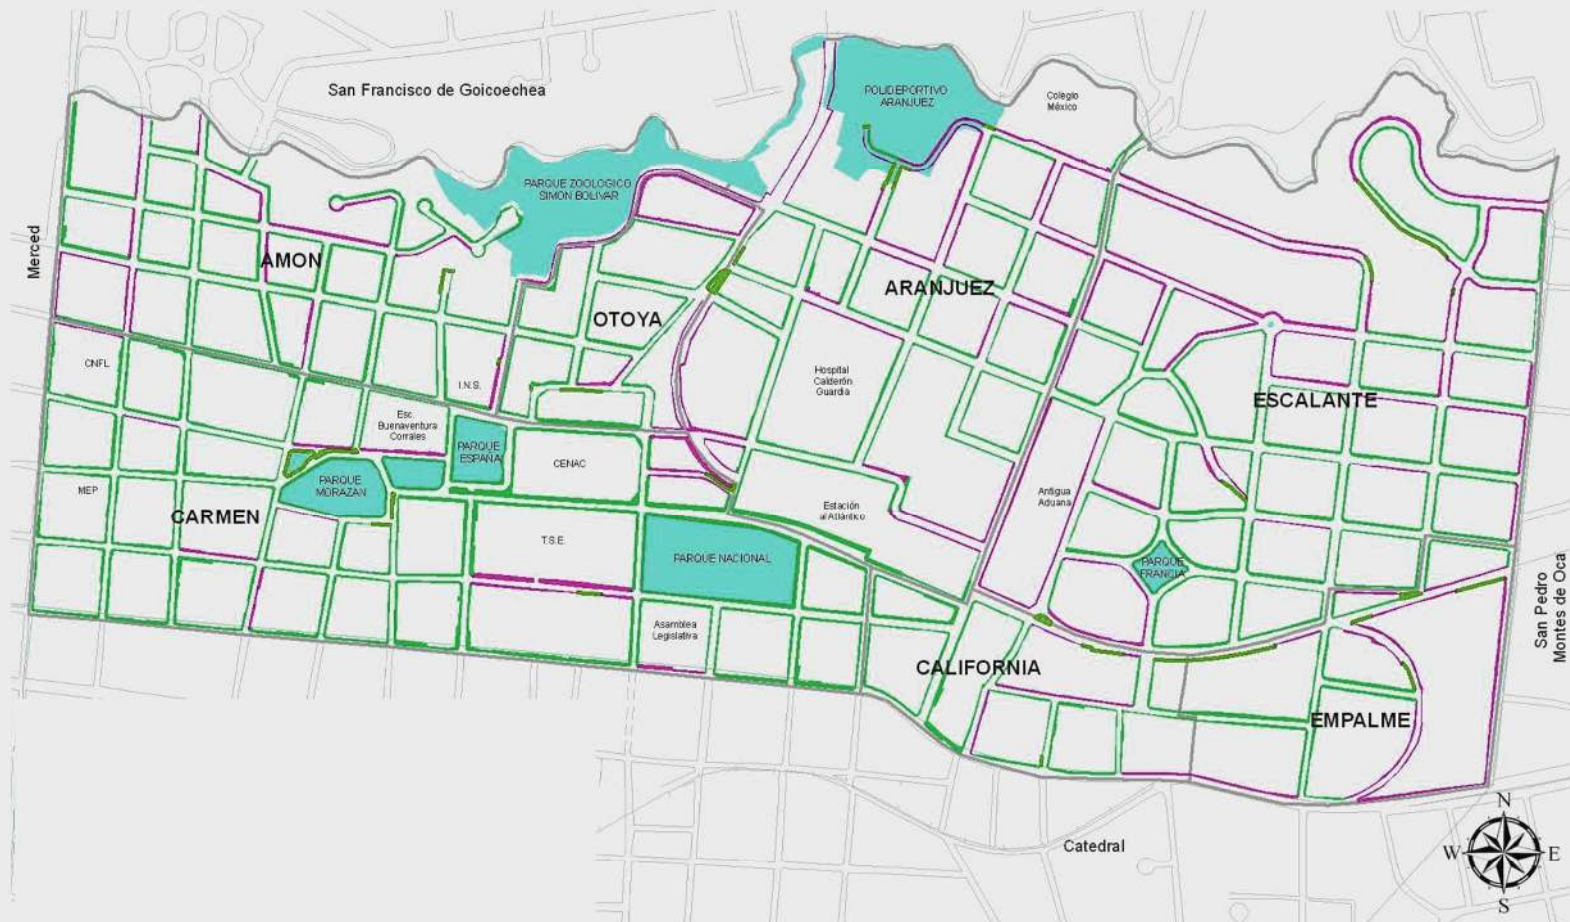 San Francisco de Goicoechea
POLIDEPORTIVO
ARANJUEZ
Colegio
México
PARQUE ZOOLOGICO
SIMON BOLIVAR
Merced
AMON
OTOYA
ARANJUEZ
CNFL
I.N.S.
Hospital
Calderón
Guardia
ESCALANTE
Esc.
Buenaventura
Corrales
PARQUE
ESPAÑA
CENAC
PARQUE
MORAZAN
MEP
CARMEN
Estación
al Atlántico
Antigua
Aduana
T.S.E.
PARQUE NACIONAL
PARQUE
FRANCIA
San Pedro
Montes de Oca
Asamblea
Legislativa
CALIFORNIA
EMPALME
Catedral
N
W
E
S